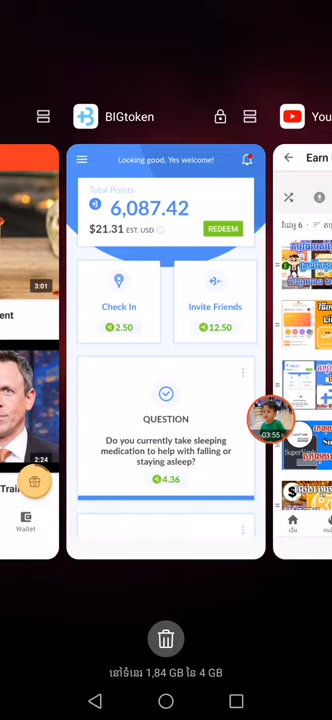 BIGtoken
You
3:01
ent
2:24
Trai
Wallet
Looking good, Yes welcome!
Total Points
6,087.42
$21.31 EST. USD
REDEEM
Check In
2.50
Invite Friends
12.50
QUESTION
Do you currently take sleeping
medication to help with falling or
staying asleep?
4.36
03:55
Earn
នៅទំនេរ 1,84 GB នៃ 4 GB